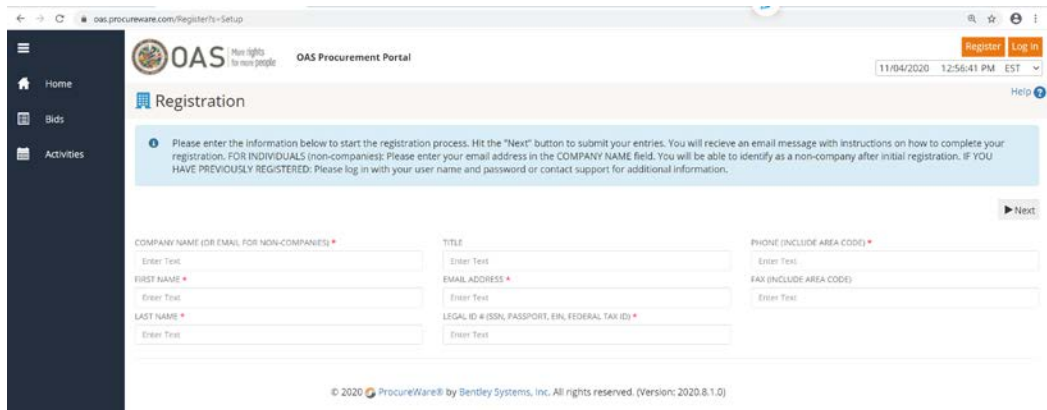 oas.procureware.com/Register?s=Setup
OAS More rights
for more people
OAS Procurement Portal
Register Log In
11/04/2020 12:56:41 PM EST
Home
Registration
Help
Bids
Activities
Please enter the information below to start the registration process. Hit the "Next" button to submit your entries. You will recieve an email message with instructions on how to complete your
registration. FOR INDIVIDUALS (non-companies): Please enter your email address in the COMPANY NAME field. You will be able to identify as a non-company after initial registration. IF YOU
HAVE PREVIOUSLY REGISTERED: Please log in with your user name and password or contact support for additional information.
Next
COMPANY NAME (OR EMAIL FOR NON-COMPANIES) * TITLE PHONE (INCLUDE AREA CODE) *
Enter Text Enter Text Enter Text
FIRST NAME * EMAIL ADDRESS * FAX (INCLUDE AREA CODE)
Enter Text Enter Text Enter Text
LAST NAME * LEGAL ID # (SSN, PASSPORT, EIN, FEDERAL TAX ID) *
Enter Text Enter Text
© 2020 ProcureWare® by Bentley Systems, Inc. All rights reserved. (Version: 2020.8.1.0)